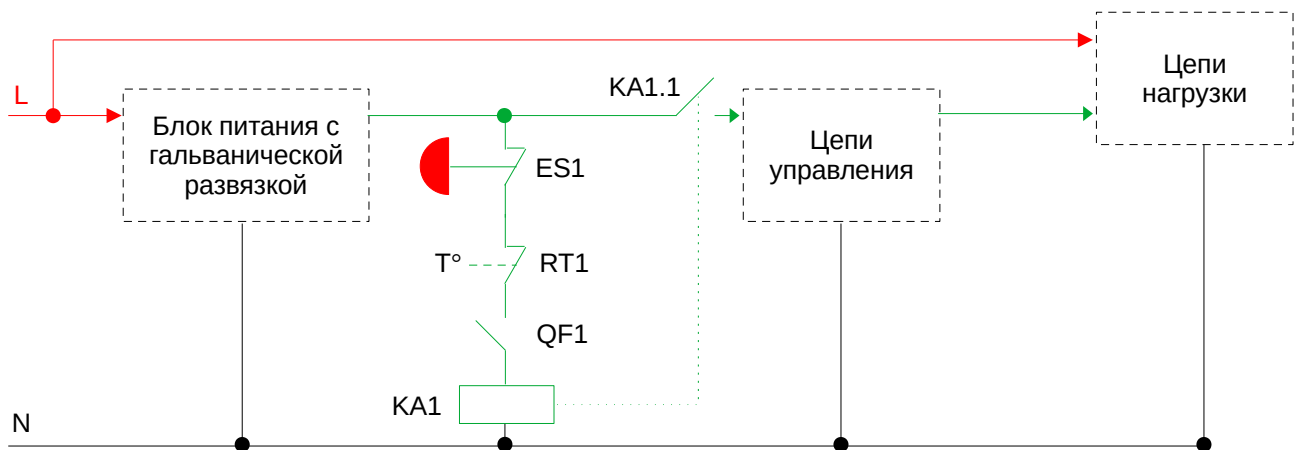 L
Блок питания с
гальванической
развязкой
KA1.1
ES1
T° RT1
QF1
KA1
Цепи
управления
Цепи
нагрузки
N